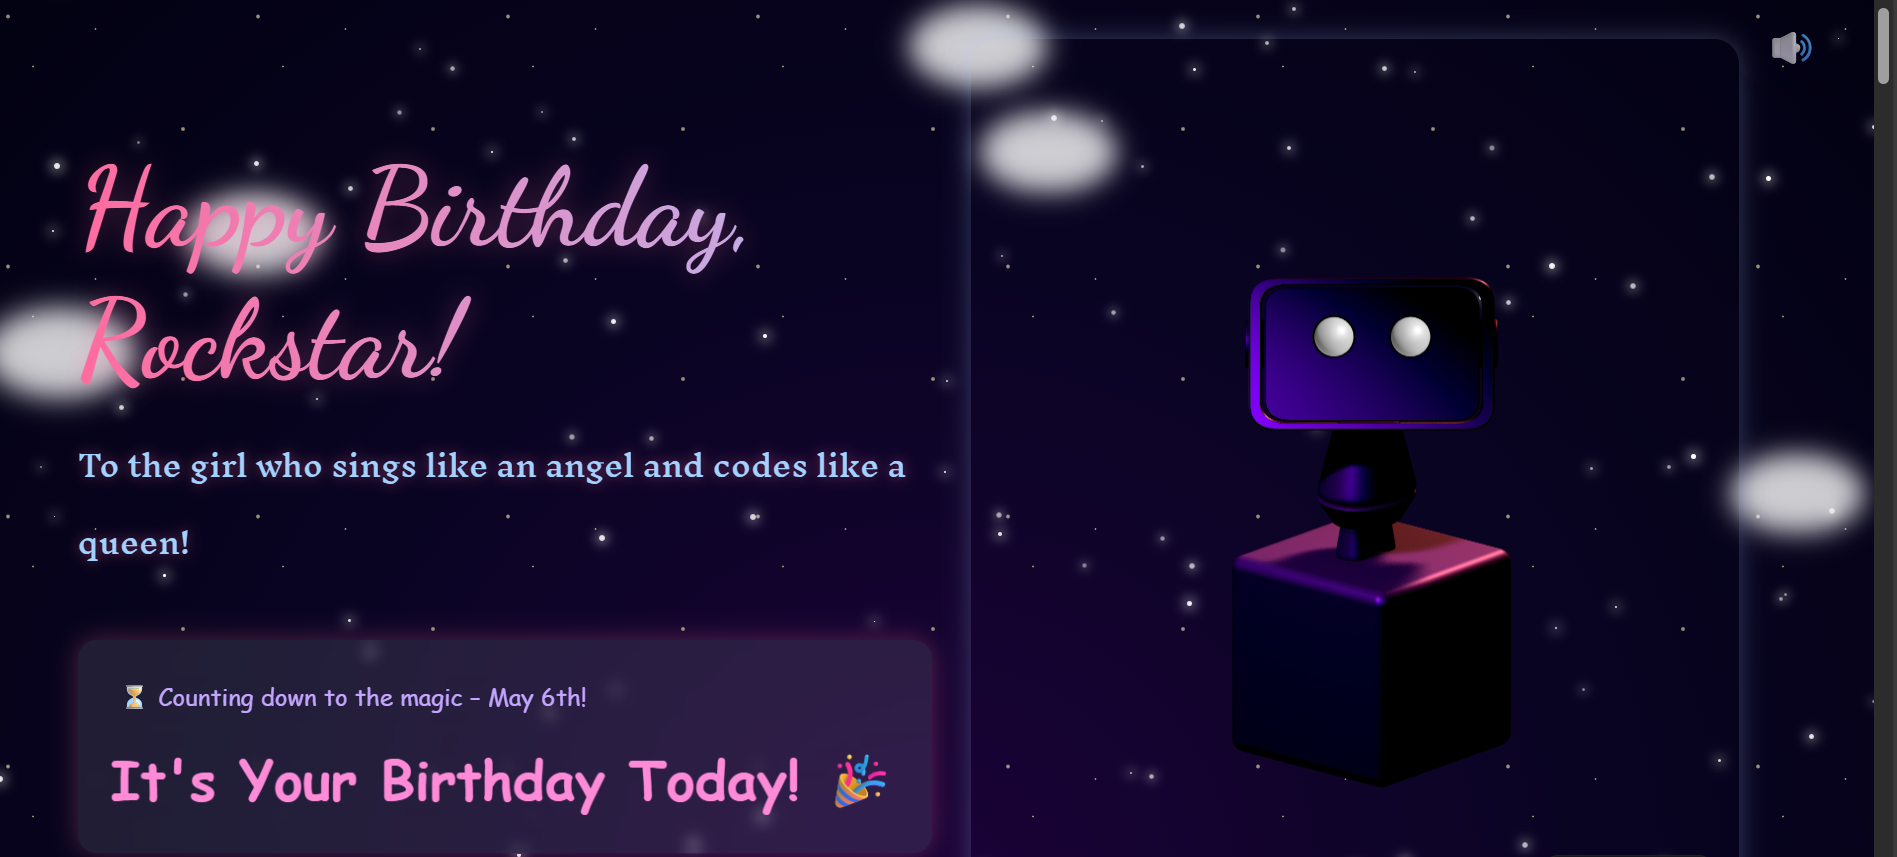 Happy Birthday,
Rockstar!
To the girl who sings like an angel and codes like a
queen!
⏳ Counting down to the magic – May 6th!
It's Your Birthday Today! 🎉